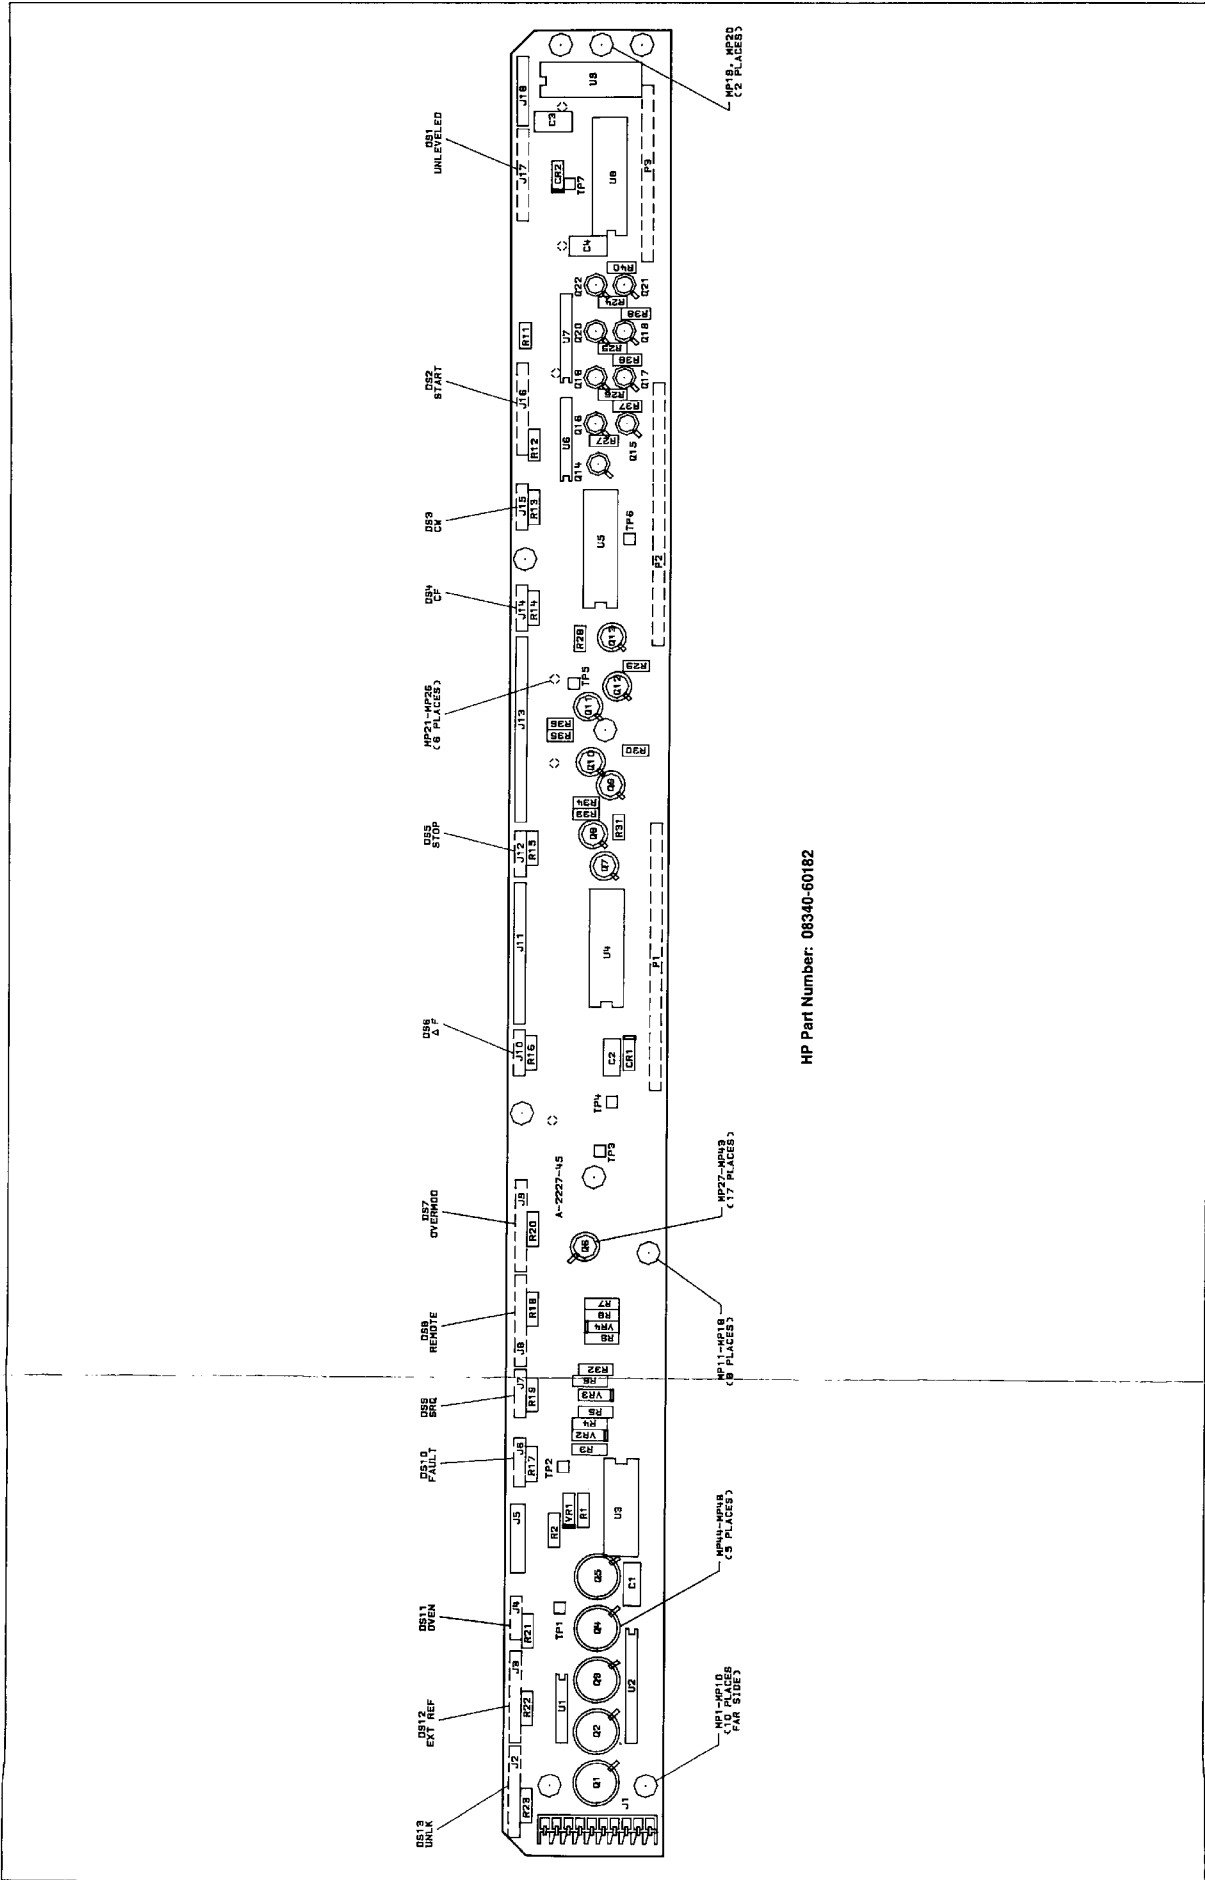 DS13
UNLK
DS12
EXT REF
DS11
OVEN
DS10
FAULT
DS9
SRQ
DS8
REMOTE
DS7
OVERMOD
DS6
Δ F
DS5
STOP
MP21-MP26
(6 PLACES)
DS4
CF
DS3
CW
DS2
START
DS1
UNLEVELED
J2
J3
J4
J5
J6
J7
J8
J9
J10
J11
J12
J13
J14
J15
J16
J17
J18
R23
R22
R21
R17
R19
R18
R20
R16
R15
R14
R13
R12
R11
U1
TP1
R2
VR1
R1
TP2
R3
VR2
R4
R5
VR3
R6
R32
VR4
R7
A-2227-45
Q1
Q2
Q3
Q4
Q5
U2
C1
U3
Q6
TP3
TP4
C2
CR1
U4
Q7
Q8
R31
R34
Q9
Q10
R30
R35
R36
Q11
TP5
Q12
R29
R28
Q13
U5
TP6
Q14
U6
R27
Q16
Q15
R37
R26
Q17
U7
Q20
R25
Q18
R38
R24
Q22
Q21
R40
C4
TP7
CR2
C3
J1
P1
P2
P3
MP1-MP10
(10 PLACES
FAR SIDE)
MP44-MP48
(5 PLACES)
MP11-MP18
(8 PLACES)
MP27-MP43
(17 PLACES)
MP19, MP20
(2 PLACES)
HP Part Number: 08340-60182